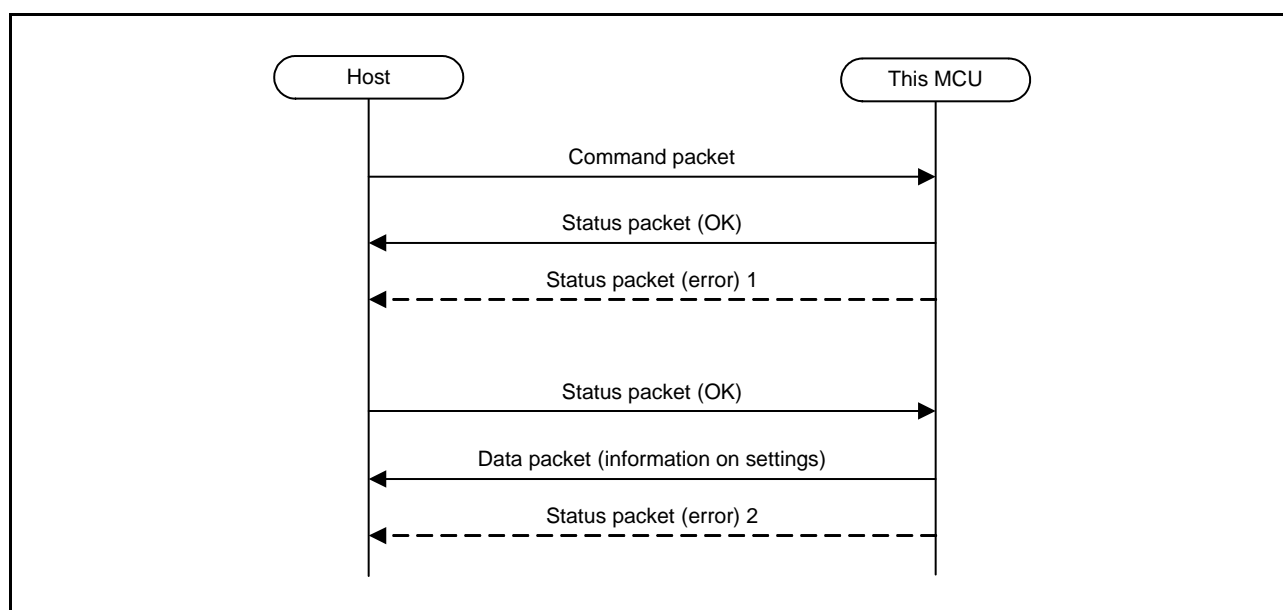 Host
This MCU
Command packet
Status packet (OK)
Status packet (error) 1
Status packet (OK)
Data packet (information on settings)
Status packet (error) 2